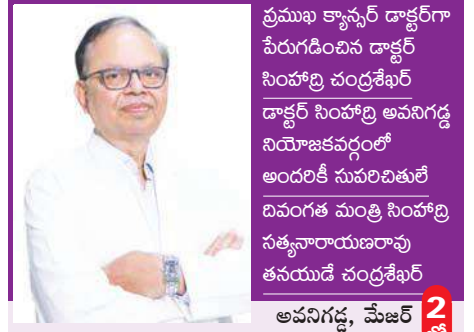 ప్రముఖ క్యాన్సర్ డాక్టర్‌గా
పేరుగడించిన డాక్టర్
సింహాద్రి చంద్రశేఖర్
డాక్టర్ సింహాద్రి అవనిగడ్డ
నియోజకవర్గంలో
అందరికీ సుపరిచితులే
దివంగత మంత్రి సింహాద్రి
సత్యనారాయణరావు
తనయుడే చంద్రశేఖర్
అవనిగడ్డ, మేజర్ 2